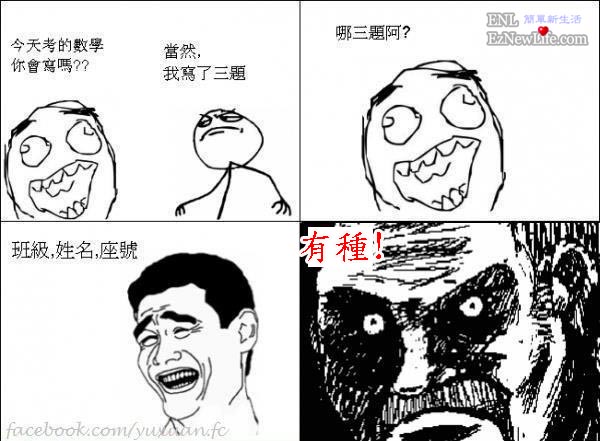 今天考的數學
你會寫嗎??
當然,
我寫了三題
哪三題阿?
ENL 簡單新生活
EzNewLife.com
班級,姓名,座號
有種!
facebook.com/yusuan.fc